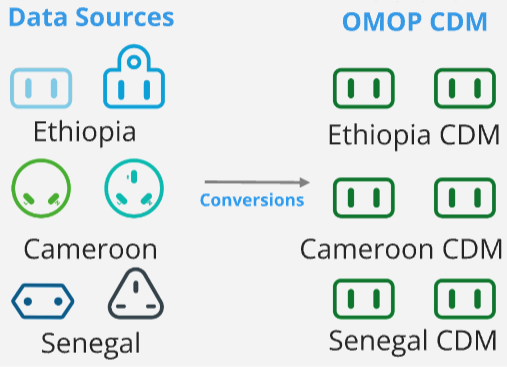 Data Sources
OMOP CDM
Ethiopia
Ethiopia CDM
Conversions
Cameroon
Cameroon CDM
Senegal
Senegal CDM